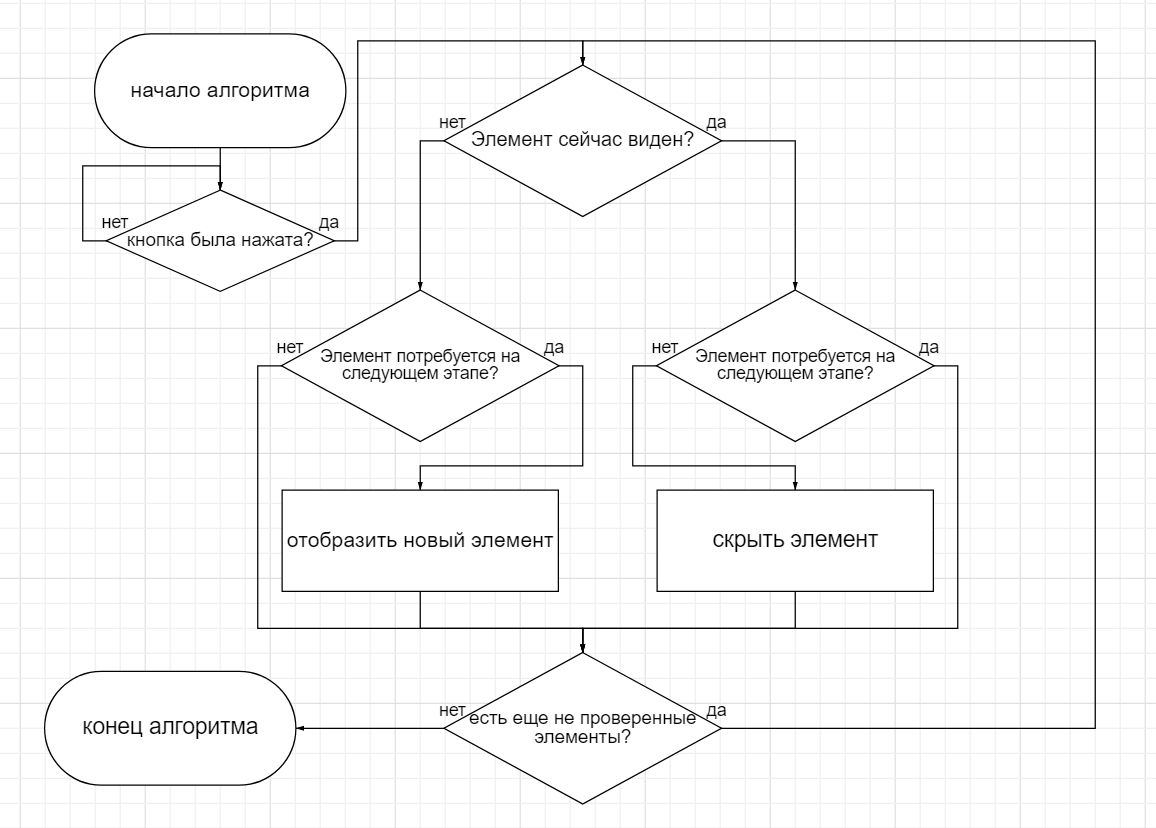 начало алгоритма
нет
да
кнопка была нажата?
нет
да
Элемент сейчас виден?
нет
да
Элемент потребуется на
следующем этапе?
нет
да
Элемент потребуется на
следующем этапе?
отобразить новый элемент
скрыть элемент
нет
да
есть еще не проверенные
элементы?
конец алгоритма